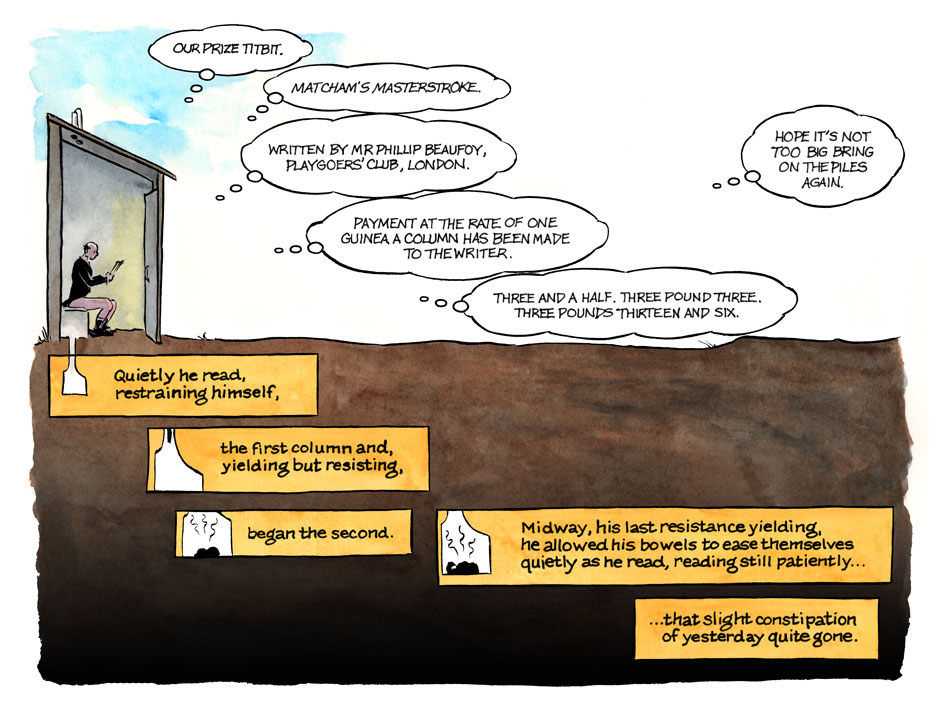 OUR PRIZE TITBIT.
MATCHAM'S MASTERSTROKE.
WRITTEN BY MR PHILLIP BEAUFOY,
PLAYGOERS' CLUB, LONDON.
PAYMENT AT THE RATE OF ONE
GUINEA A COLUMN HAS BEEN MADE
TO THE WRITER.
THREE AND A HALF. THREE POUND THREE.
THREE POUNDS THIRTEEN AND SIX.
HOPE IT'S NOT
TOO BIG BRING
ON THE PILES
AGAIN.
Quietly he read,
restraining himself,
the first column and,
yielding but resisting,
began the second.
Midway, his last resistance yielding,
he allowed his bowels to ease themselves
quietly as he read, reading still patiently...
...that slight constipation
of yesterday quite gone.